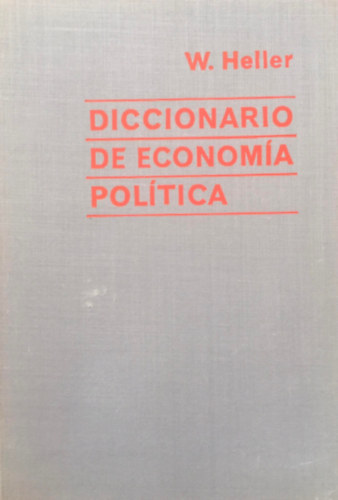 W. Heller
DICCIONARIO
DE ECONOMÍA
POLÍTICA